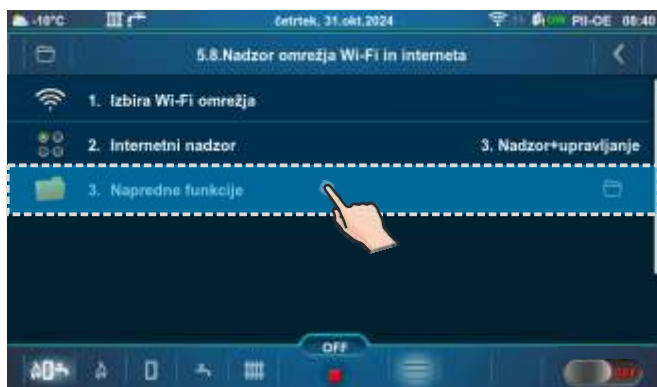 -10°C četrtek, 31.okt.2024 PII-OE 08:40
5.8.Nadzor omrežja Wi-Fi in interneta
1. Izbira Wi-Fi omrežja
2. Internetni nadzor 3. Nadzor+upravljanje
3. Napredne funkcije
OFF
OFF